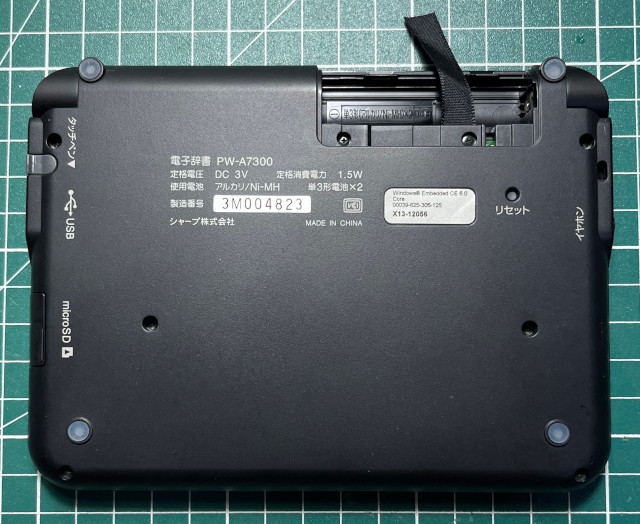 電子辞書 PW-A7300
定格電圧 DC 3V 定格消費電力 1.5W
使用電池 アルカリ/Ni-MH 単3形電池×2
製造番号 3M004823
シャープ株式会社 MADE IN CHINA
VCI
Windows® Embedded CE 6.0
Core
00039-625-305-125
X13-12056
リセット
イヤホン
タッチペン▼
USB
microSD